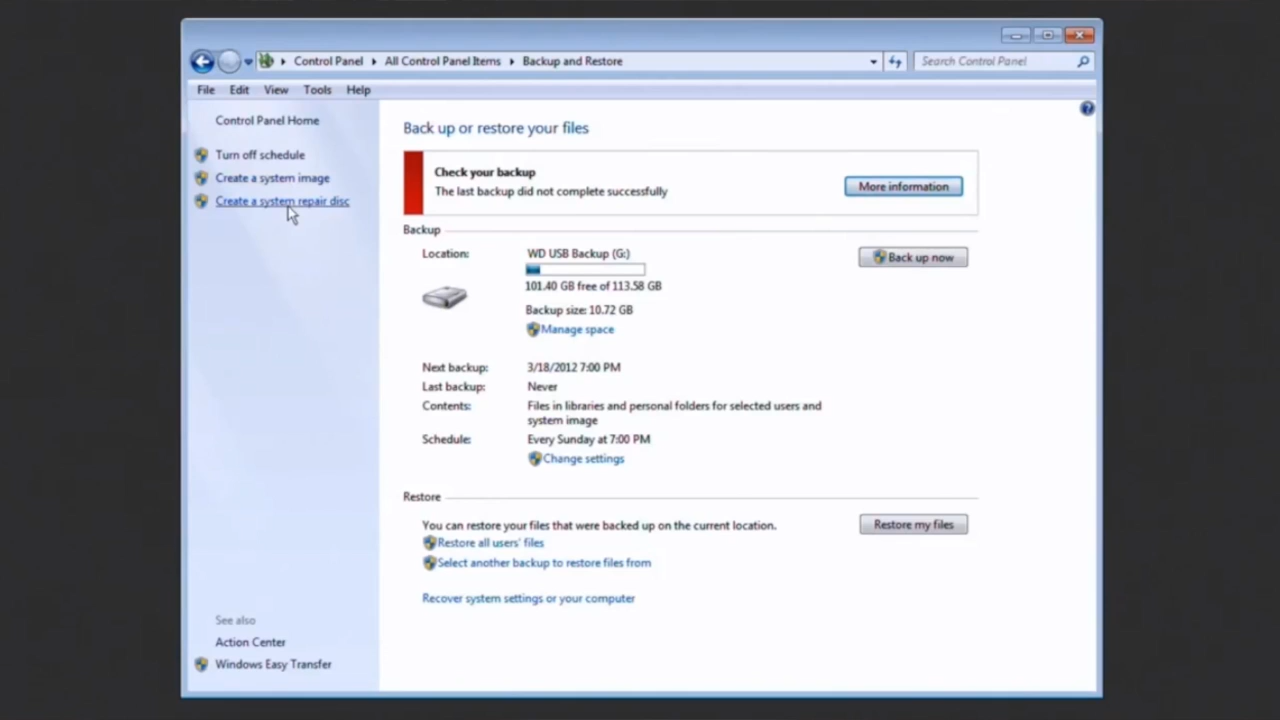 Control Panel All Control Panel Items Backup and Restore Search Control Panel
File Edit View Tools Help
Control Panel Home
Turn off schedule
Create a system image
Create a system repair disc
Back up or restore your files
Check your backup
The last backup did not complete successfully
More information
Backup
Location: WD USB Backup (G:)
Back up now
101.40 GB free of 113.58 GB
Backup size: 10.72 GB
Manage space
Next backup: 3/18/2012 7:00 PM
Last backup: Never
Contents: Files in libraries and personal folders for selected users and
system image
Schedule: Every Sunday at 7:00 PM
Change settings
Restore
You can restore your files that were backed up on the current location.
Restore my files
Restore all users' files
Select another backup to restore files from
Recover system settings or your computer
See also
Action Center
Windows Easy Transfer